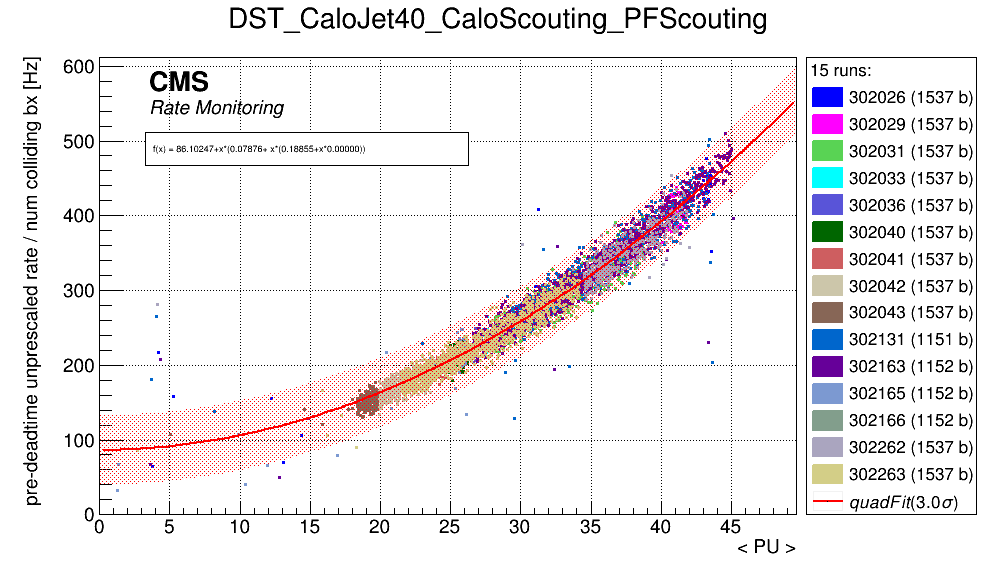 DST_CaloJet40_CaloScouting_PFScouting
pre-deadtime unprescaled rate / num colliding bx [Hz]
600
500
400
300
200
100
0
CMS
Rate Monitoring
f(x) = 86.10247+x*(0.07876+ x*(0.18855+x*0.00000))
0 5 10 15 20 25 30 35 40 45
< PU >
15 runs:
302026 (1537 b)
302029 (1537 b)
302031 (1537 b)
302033 (1537 b)
302036 (1537 b)
302040 (1537 b)
302041 (1537 b)
302042 (1537 b)
302043 (1537 b)
302131 (1151 b)
302163 (1152 b)
302165 (1152 b)
302166 (1152 b)
302262 (1537 b)
302263 (1537 b)
quadFit(3.0σ)